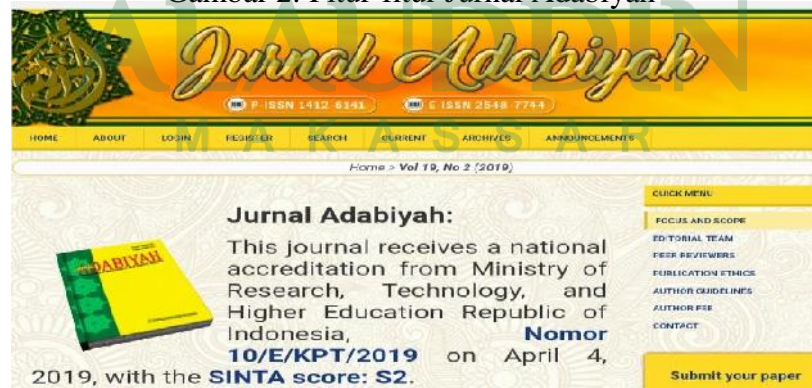 Gambar 2. Fitur-fitur Jurnal Adabiyah
ALAUDDIN
MAKASSAR
Jurnal Adabiyah
P ISSN 1412 6141 E ISSN 2548 7744
HOME ABOUT LOGIN REGISTER SEARCH CURRENT ARCHIVES ANNOUNCEMENTS
Home > Vol 19, No 2 (2019)
QUICK MENU
FOCUS AND SCOPE
EDITORIAL TEAM
PEER REVIEWERS
PUBLICATION ETHICS
AUTHOR GUIDELINES
AUTHOR FEE
CONTACT
Submit your paper
Jurnal Adabiyah:
ADABIYAH
This journal receives a national
accreditation from Ministry of
Research, Technology, and
Higher Education Republic of
Indonesia, Nomor
10/E/KPT/2019 on April 4,
2019, with the SINTA score: S2.